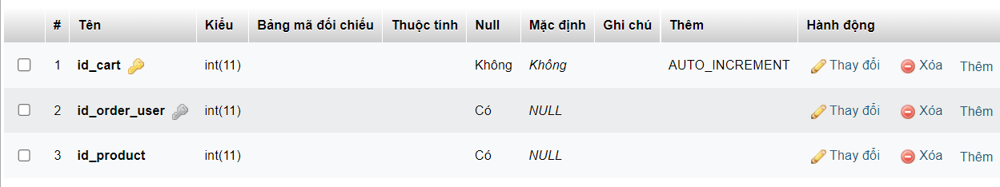 # Tên Kiểu Bảng mã đối chiếu Thuộc tính Null Mặc định Ghi chú Thêm Hành động
1 id_cart int(11) Không Không AUTO_INCREMENT Thay đổi Xóa Thêm
2 id_order_user int(11) Có NULL Thay đổi Xóa Thêm
3 id_product int(11) Có NULL Thay đổi Xóa Thêm